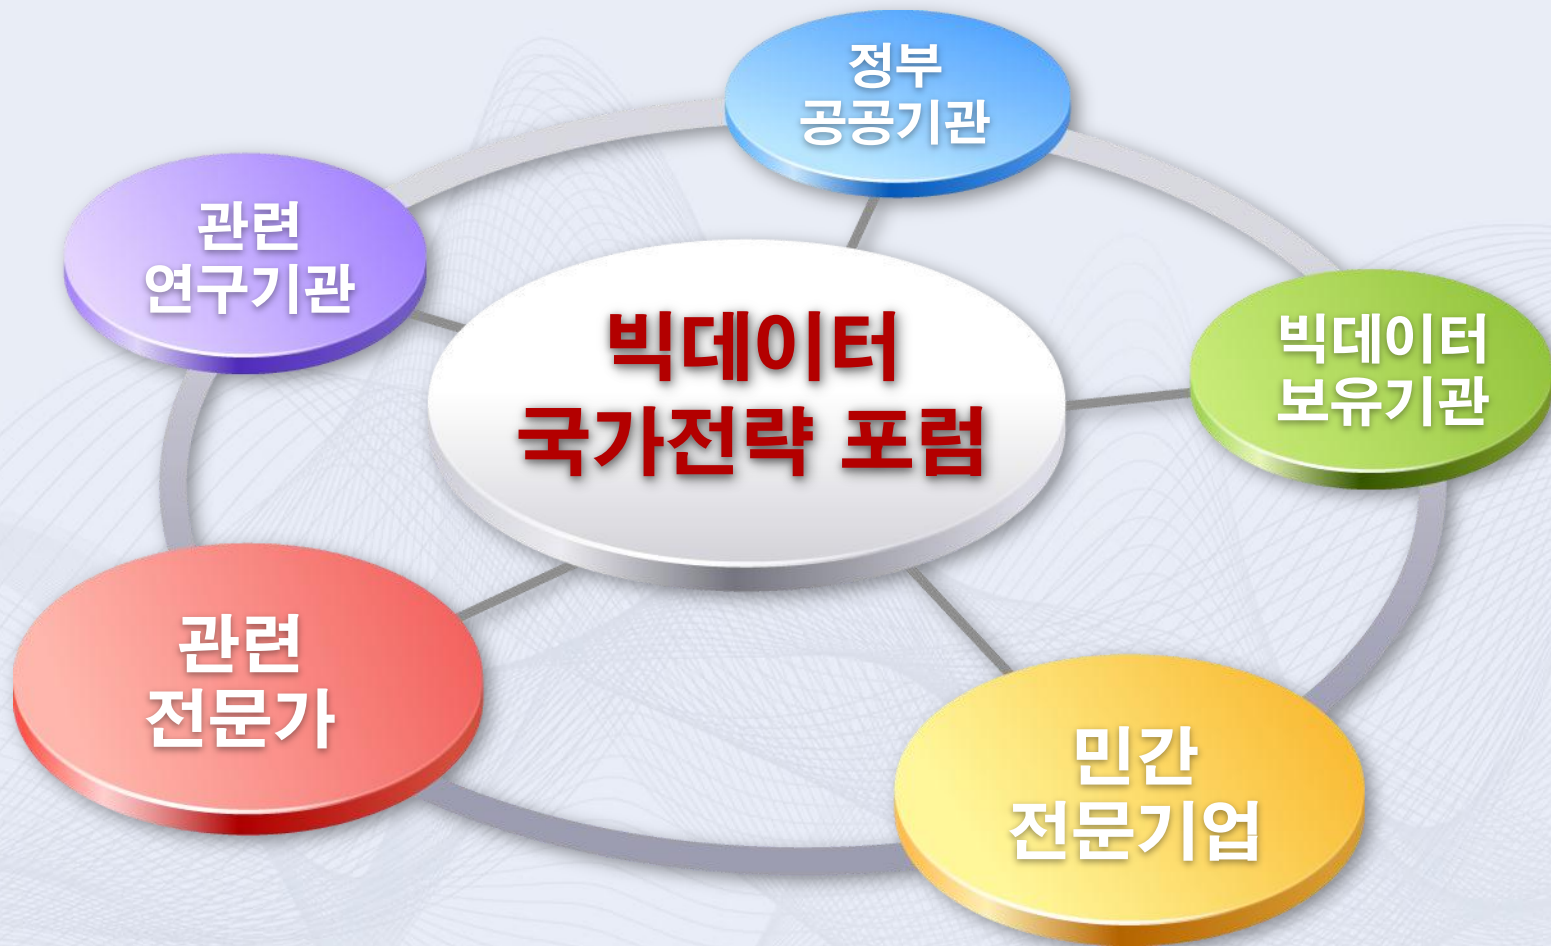 정부
공공기관
관련
연구기관
빅데이터
국가전략 포럼
빅데이터
보유기관
관련
전문가
민간
전문기업